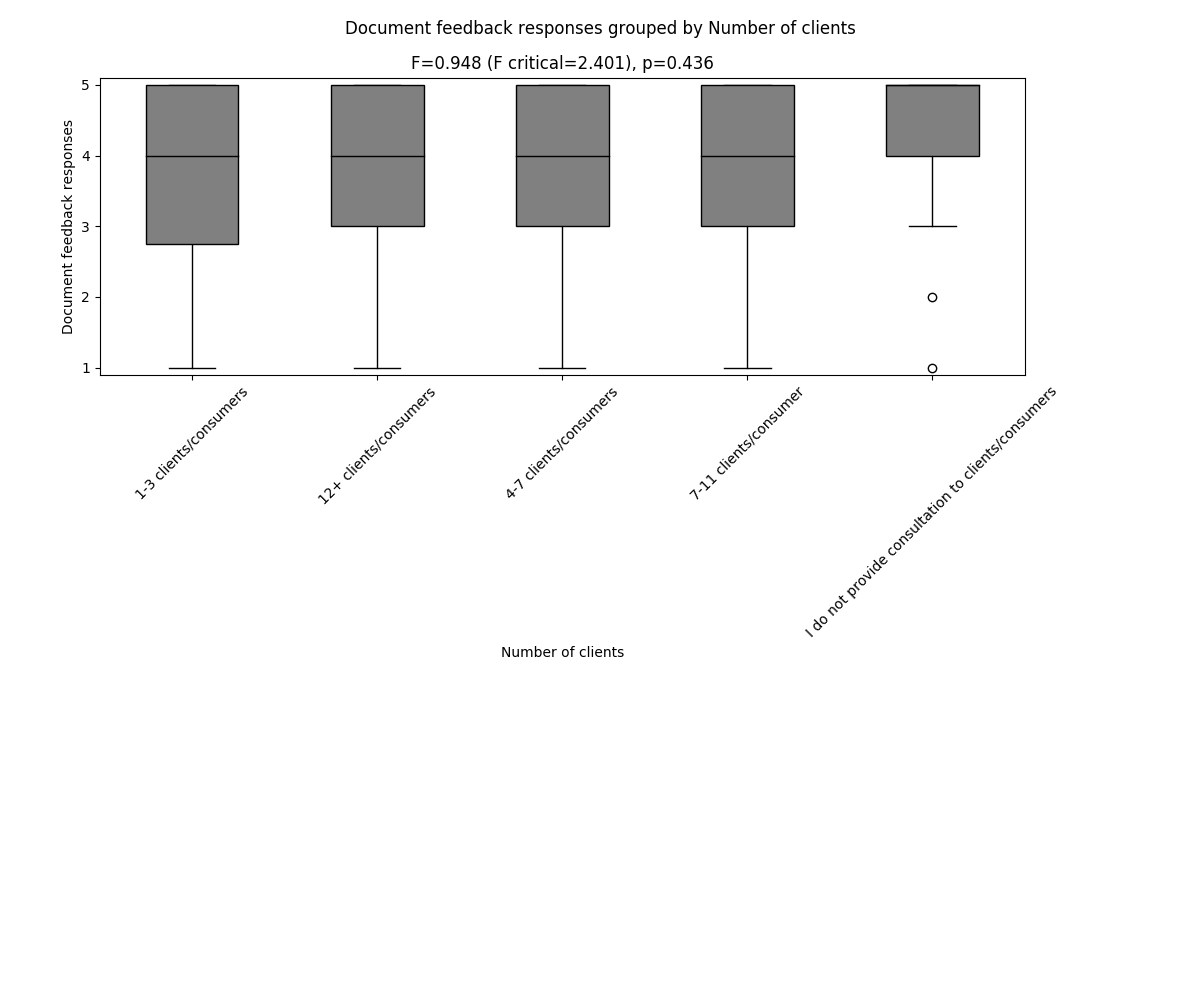 Document feedback responses grouped by Number of clients
F=0.948 (F critical=2.401), p=0.436
Document feedback responses
5
4
3
2
1
1-3 clients/consumers
12+ clients/consumers
4-7 clients/consumers
7-11 clients/consumer
I do not provide consultation to clients/consumers
Number of clients